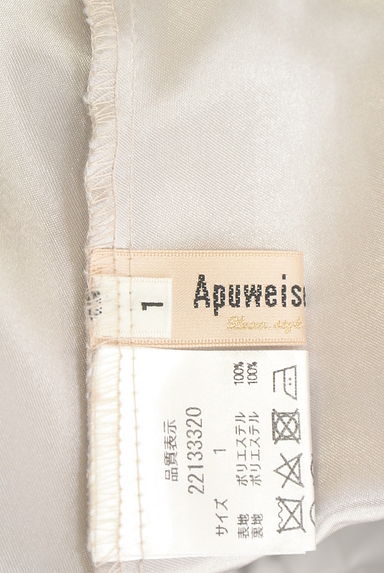 1
Apuweis
品質表示
22133320
サイズ 1
表地 ポリエステル 100%
裏地 ポリエステル 100%